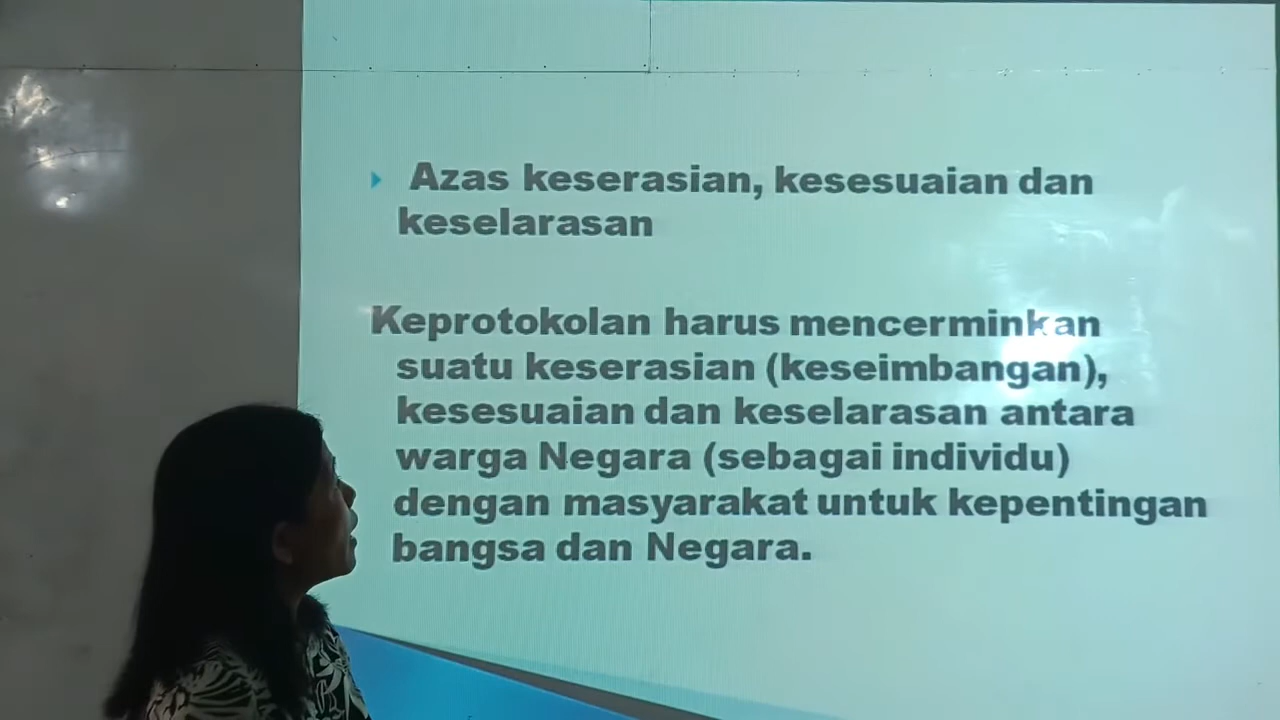 Azas keserasian, kesesuaian dan
keselarasan
Keprotokolan harus mencerminkan
suatu keserasian (keseimbangan),
kesesuaian dan keselarasan antara
warga Negara (sebagai individu)
dengan masyarakat untuk kepentingan
bangsa dan Negara.